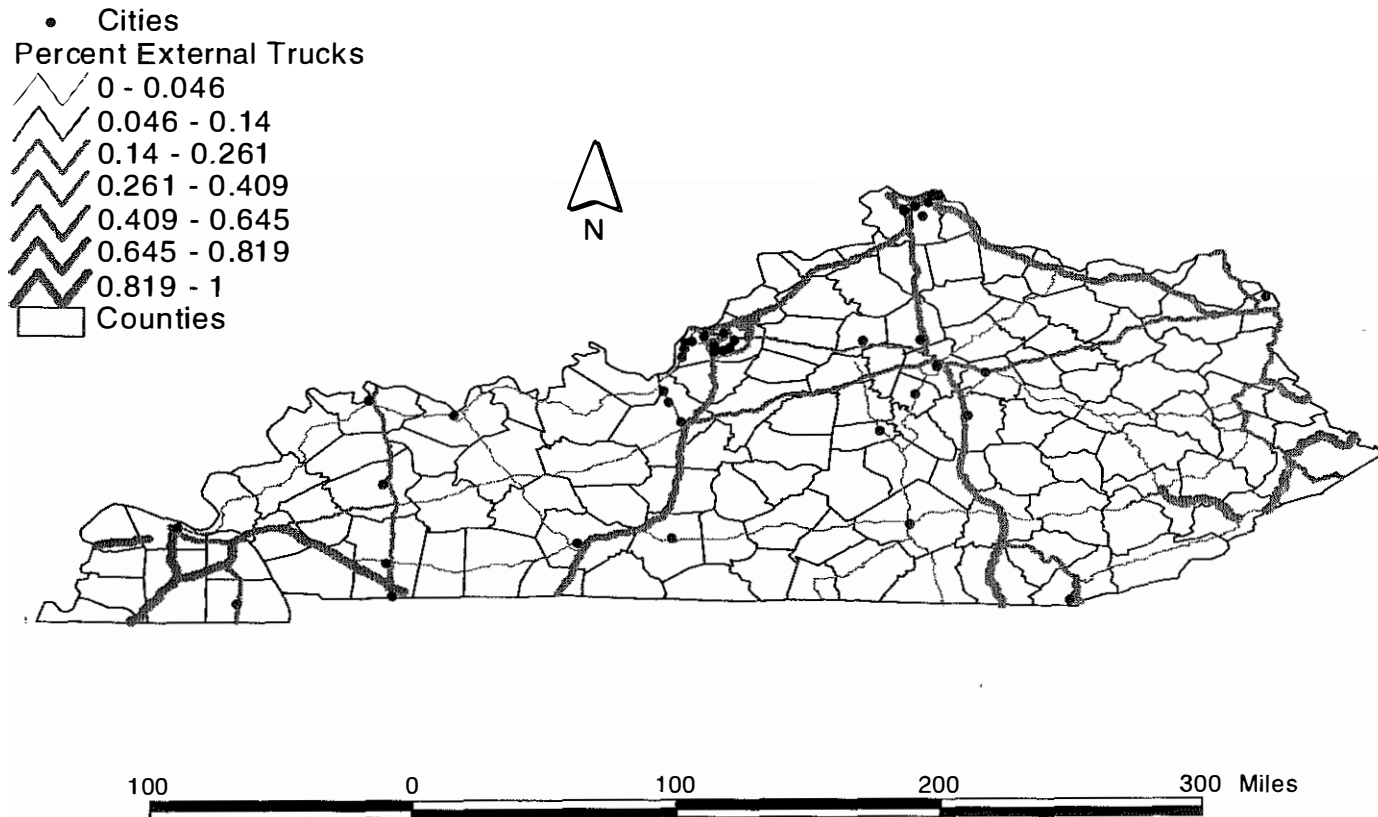 Cities
Percent External Trucks
0 - 0.046
0.046 - 0.14
0.14 - 0.261
0.261 - 0.409
0.409 - 0.645
0.645 - 0.819
0.819 - 1
Counties
N
100 0 100 200 300 Miles